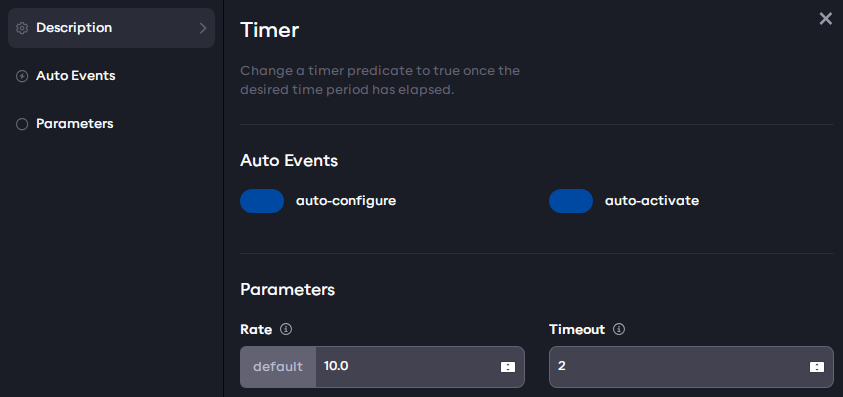 Description
Auto Events
Parameters
Timer
Change a timer predicate to true once the
desired time period has elapsed.
Auto Events
auto-configure
auto-activate
Parameters
Rate
Timeout
default 10.0
2